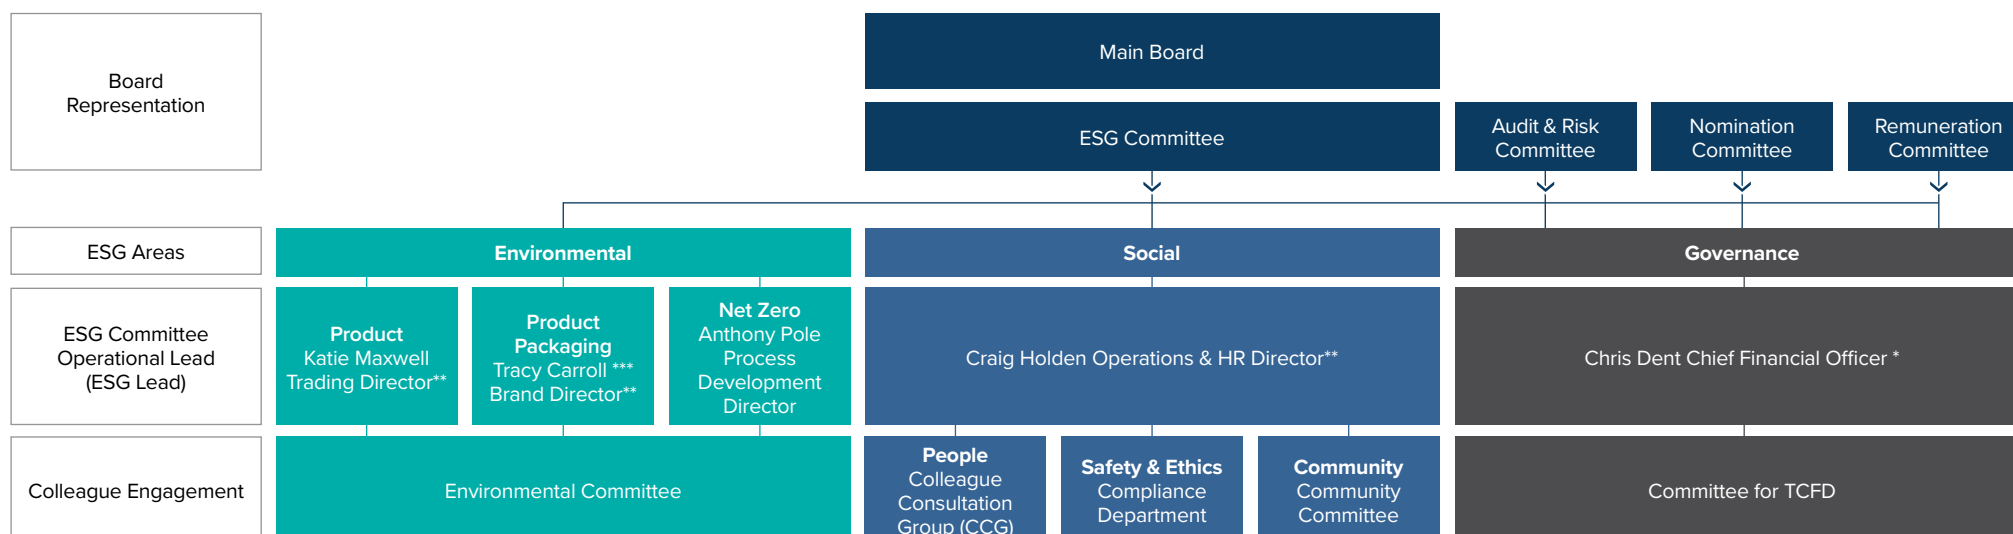 Board
Representation
Main Board
ESG Committee
Audit & Risk
Committee
Nomination
Committee
Remuneration
Committee
ESG Areas
Environmental
Social
Governance
ESG Committee
Operational Lead
(ESG Lead)
Product
Katie Maxwell
Trading Director**
Product
Packaging
Tracy Carroll ***
Brand Director**
Net Zero
Anthony Pole
Process
Development
Director
Craig Holden Operations & HR Director**
Chris Dent Chief Financial Officer *
Colleague Engagement
Environmental Committee
People
Colleague
Consultation
Group (CCG)
Safety & Ethics
Compliance
Department
Community
Community
Committee
Committee for TCFD